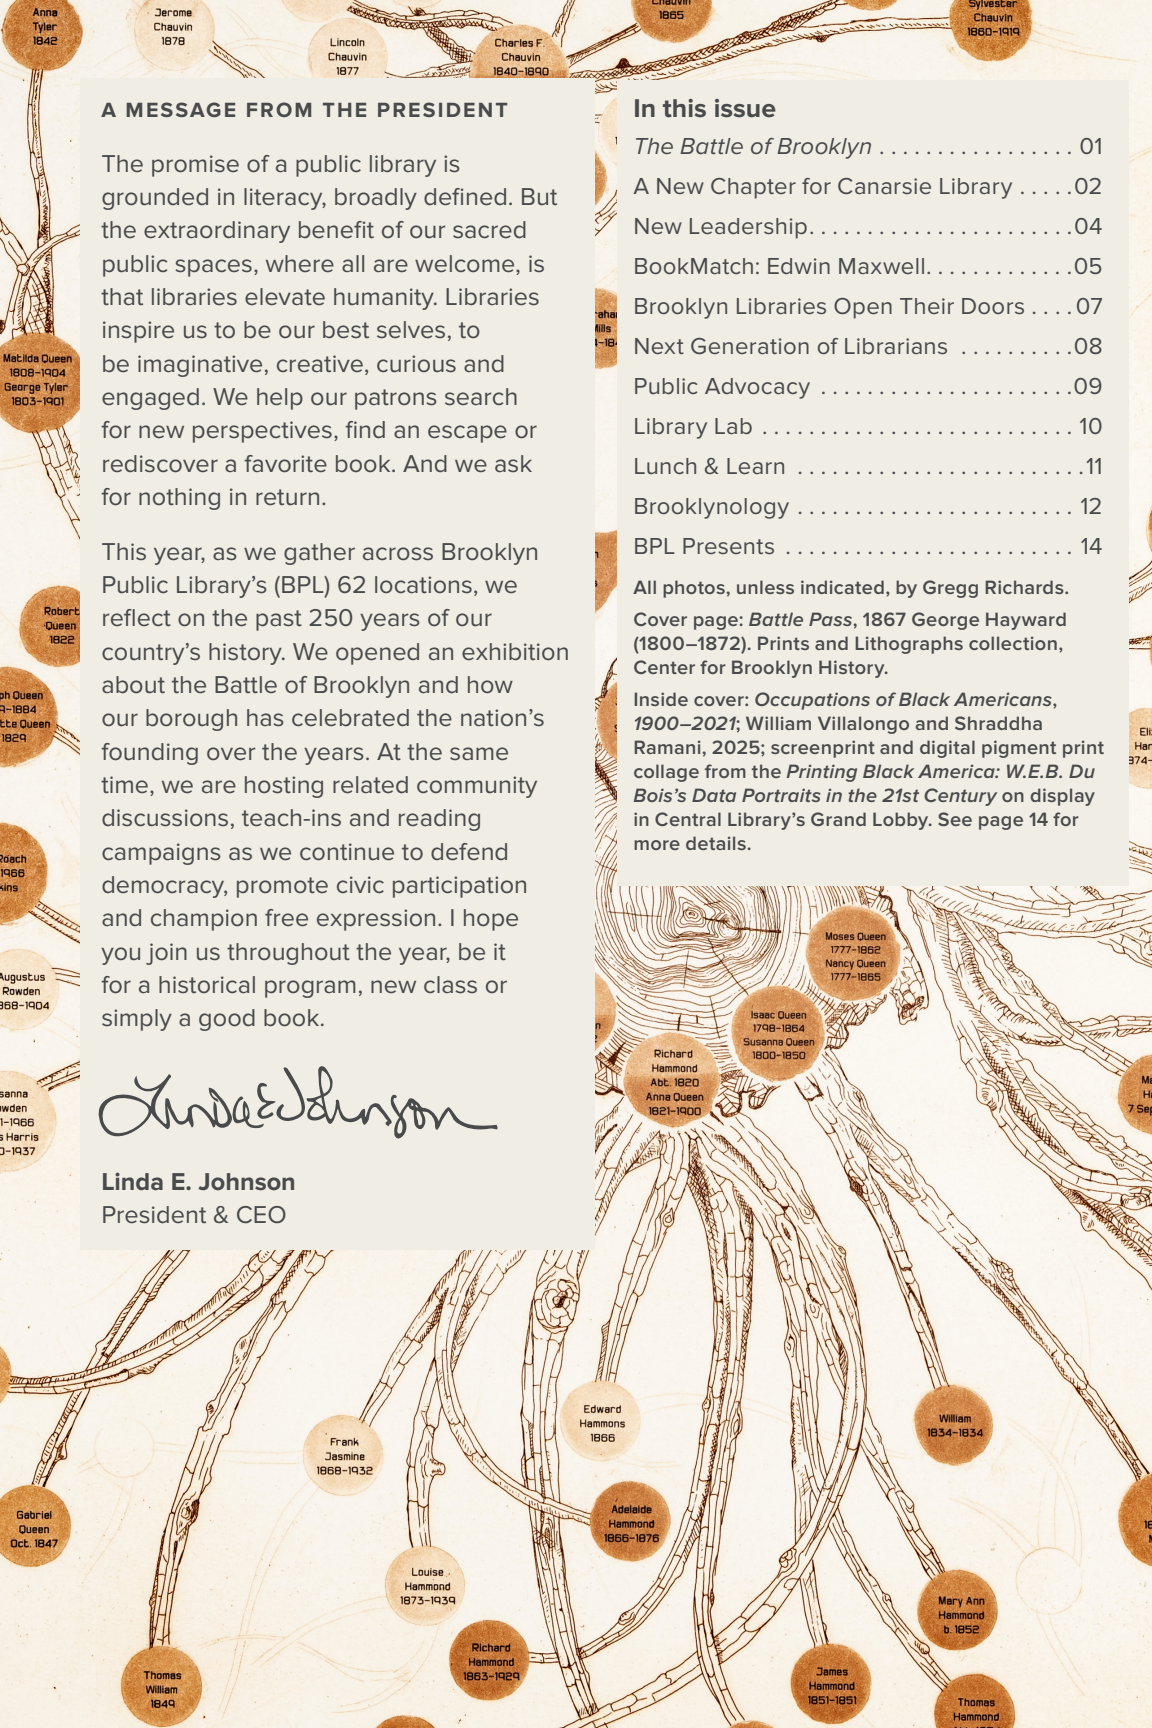 Anna
Tyler
1842
Jerome
Chauvin
1878
Lincoln
Chauvin
1877
Charles F.
Chauvin
1840-1890
Chauvin
1865
Sylvester
Chauvin
1860-1919
A MESSAGE FROM THE PRESIDENT
The promise of a public library is
grounded in literacy, broadly defined. But
the extraordinary benefit of our sacred
public spaces, where all are welcome, is
that libraries elevate humanity. Libraries
inspire us to be our best selves, to
be imaginative, creative, curious and
engaged. We help our patrons search
for new perspectives, find an escape or
rediscover a favorite book. And we ask
for nothing in return.
This year, as we gather across Brooklyn
Public Library’s (BPL) 62 locations, we
reflect on the past 250 years of our
country’s history. We opened an exhibition
about the Battle of Brooklyn and how
our borough has celebrated the nation’s
founding over the years. At the same
time, we are hosting related community
discussions, teach-ins and reading
campaigns as we continue to defend
democracy, promote civic participation
and champion free expression. I hope
you join us throughout the year, be it
for a historical program, new class or
simply a good book.
Linda E Johnson
Linda E. Johnson
President & CEO
In this issue
The Battle of Brooklyn . . . . . . . . . . . . . . . . . 01
A New Chapter for Canarsie Library . . . . .02
New Leadership. . . . . . . . . . . . . . . . . . . . . . .04
BookMatch: Edwin Maxwell. . . . . . . . . . . . .05
Brooklyn Libraries Open Their Doors . . . .07
Next Generation of Librarians . . . . . . . . . .08
Public Advocacy . . . . . . . . . . . . . . . . . . . . . .09
Library Lab . . . . . . . . . . . . . . . . . . . . . . . . . . . 10
Lunch & Learn . . . . . . . . . . . . . . . . . . . . . . . . .11
Brooklynology . . . . . . . . . . . . . . . . . . . . . . . . 12
BPL Presents . . . . . . . . . . . . . . . . . . . . . . . . . 14
All photos, unless indicated, by Gregg Richards.
Cover page: Battle Pass, 1867 George Hayward
(1800–1872). Prints and Lithographs collection,
Center for Brooklyn History.
Inside cover: Occupations of Black Americans,
1900–2021; William Villalongo and Shraddha
Ramani, 2025; screenprint and digital pigment print
collage from the Printing Black America: W.E.B. Du
Bois’s Data Portraits in the 21st Century on display
in Central Library’s Grand Lobby. See page 14 for
more details.
Matilda Queen
1808-1904
George Tyler
1803-1901
Robert
Queen
1822
Queen
-1884
Queen
1829
Roach
1966
Augustus
Rowden
1868-1904
-1966
Harris
-1937
Mills
Moses Queen
1777-1862
Nancy Queen
1777-1865
Isaac Queen
1798-1864
Susanna Queen
1800-1850
Richard
Hammond
Abt. 1820
Anna Queen
1821-1900
Edward
Hammons
1866
William
1834-1834
Frank
Jasmine
1868-1932
Gabriel
Queen
Oct. 1847
Adelaide
Hammond
1866-1876
Louise
Hammond
1873-1939
Mary Ann
Hammond
b. 1852
Richard
Hammond
1863-1929
Thomas
William
1849
James
Hammond
1851-1851
Thomas
Hammond